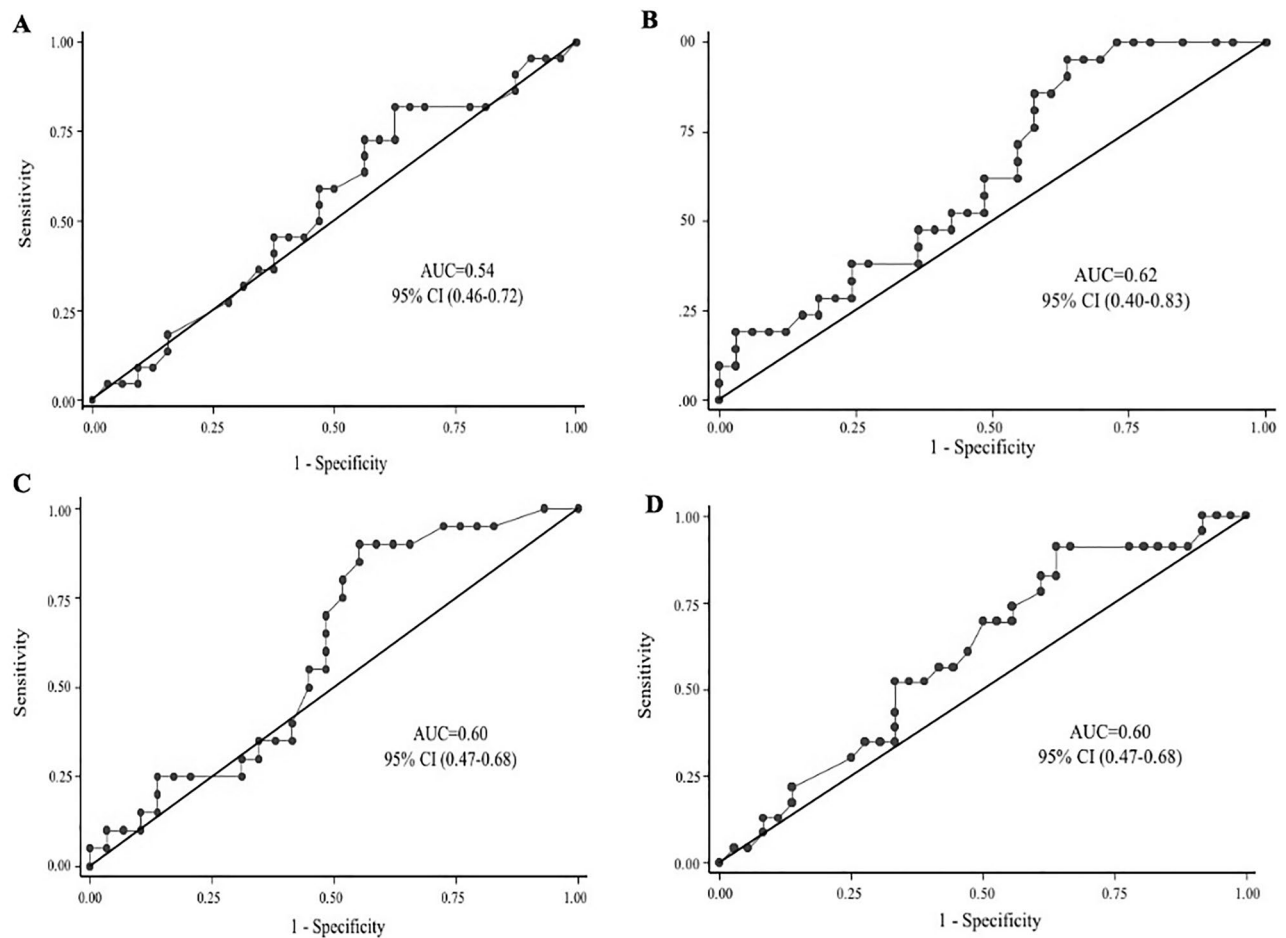 A
1.00
0.75
0.50
0.25
0.00
Sensitivity
AUC=0.54
95% CI (0.46-0.72)
0.00 0.25 0.50 0.75 1.00
1 - Specificity
B
00
75
50
.25
.00
AUC=0.62
95% CI (0.40-0.83)
0.00 0.25 0.50 0.75 1.00
1 - Specificity
C
1.00
0.75
0.50
0.25
0.00
Sensitivity
AUC=0.60
95% CI (0.47-0.68)
0.00 0.25 0.50 0.75 1.00
1 - Specificity
D
1.00
0.75
0.50
0.25
0.00
Sensitivity
AUC=0.60
95% CI (0.47-0.68)
0.00 0.25 0.50 0.75 1.00
1 - Specificity